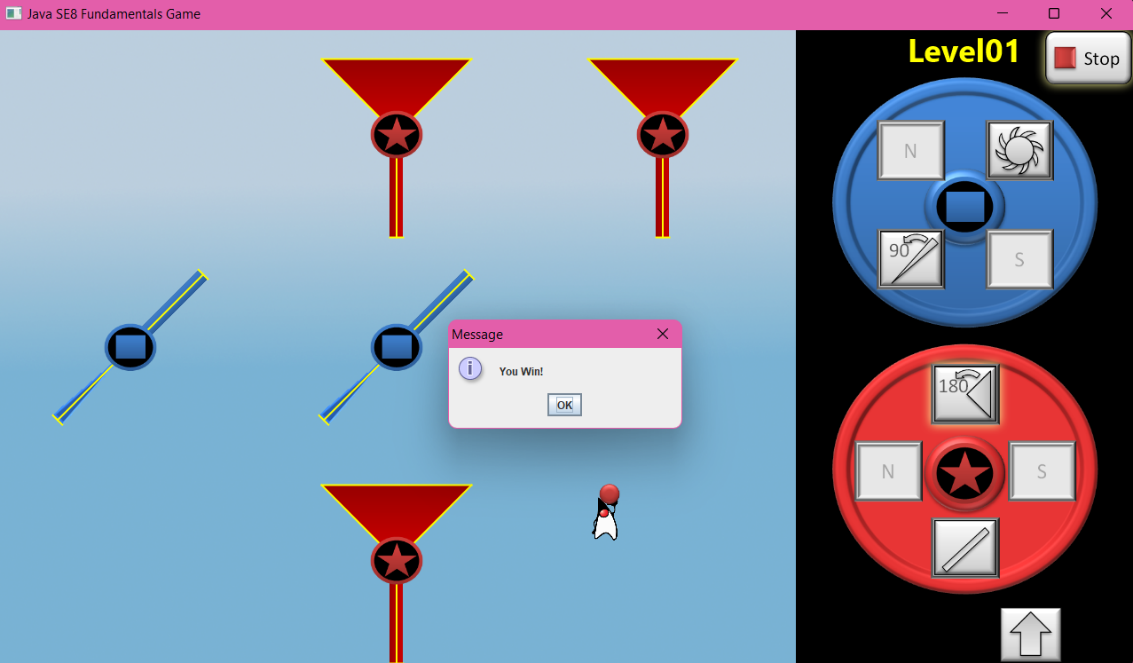 Java SE8 Fundamentals Game
Level01
Stop
N
90
S
Message
You Win!
OK
180
N
S